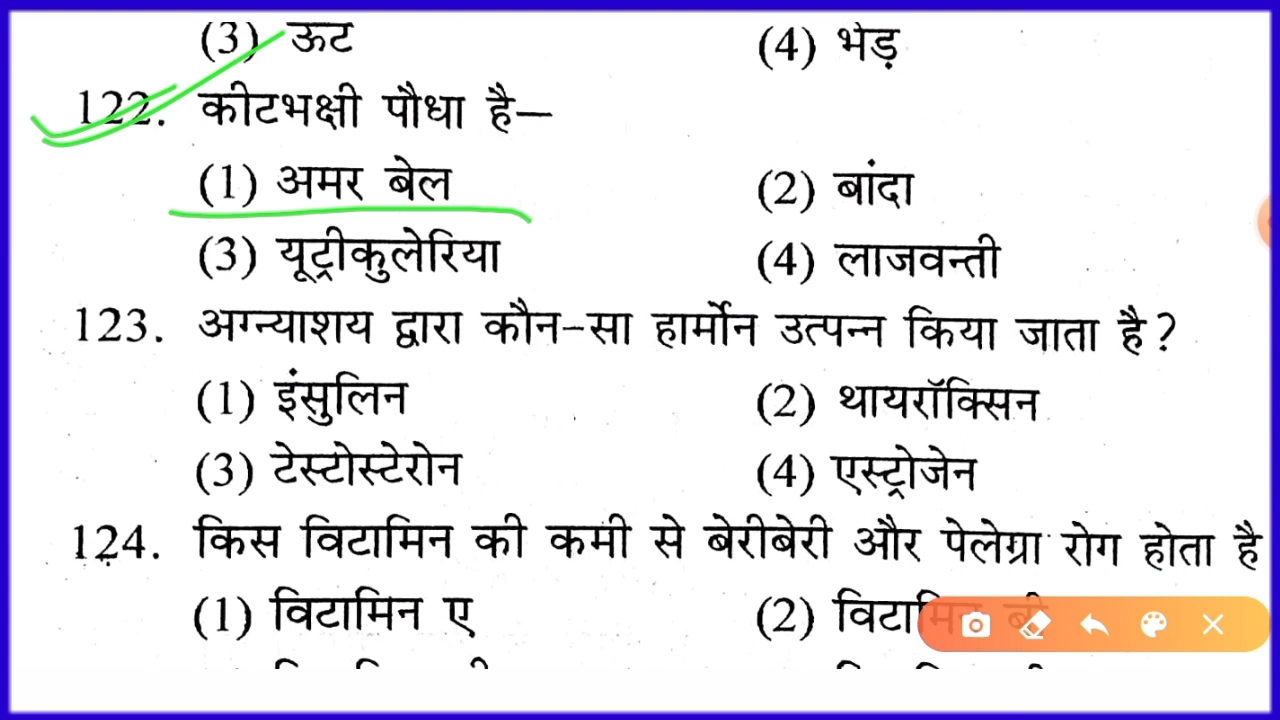 (3) ऊट (4) भेड़
122. कीटभक्षी पौधा है—
(1) अमर बेल (2) बांदा
(3) यूट्रीकुलेरिया (4) लाजवन्ती
123. अग्न्याशय द्वारा कौन-सा हार्मोन उत्पन्न किया जाता है?
(1) इंसुलिन (2) थायरॉक्सिन
(3) टेस्टोस्टेरोन (4) एस्ट्रोजेन
124. किस विटामिन की कमी से बेरीबेरी और पेलेग्रा रोग होता है
(1) विटामिन ए (2) विटामिन बी